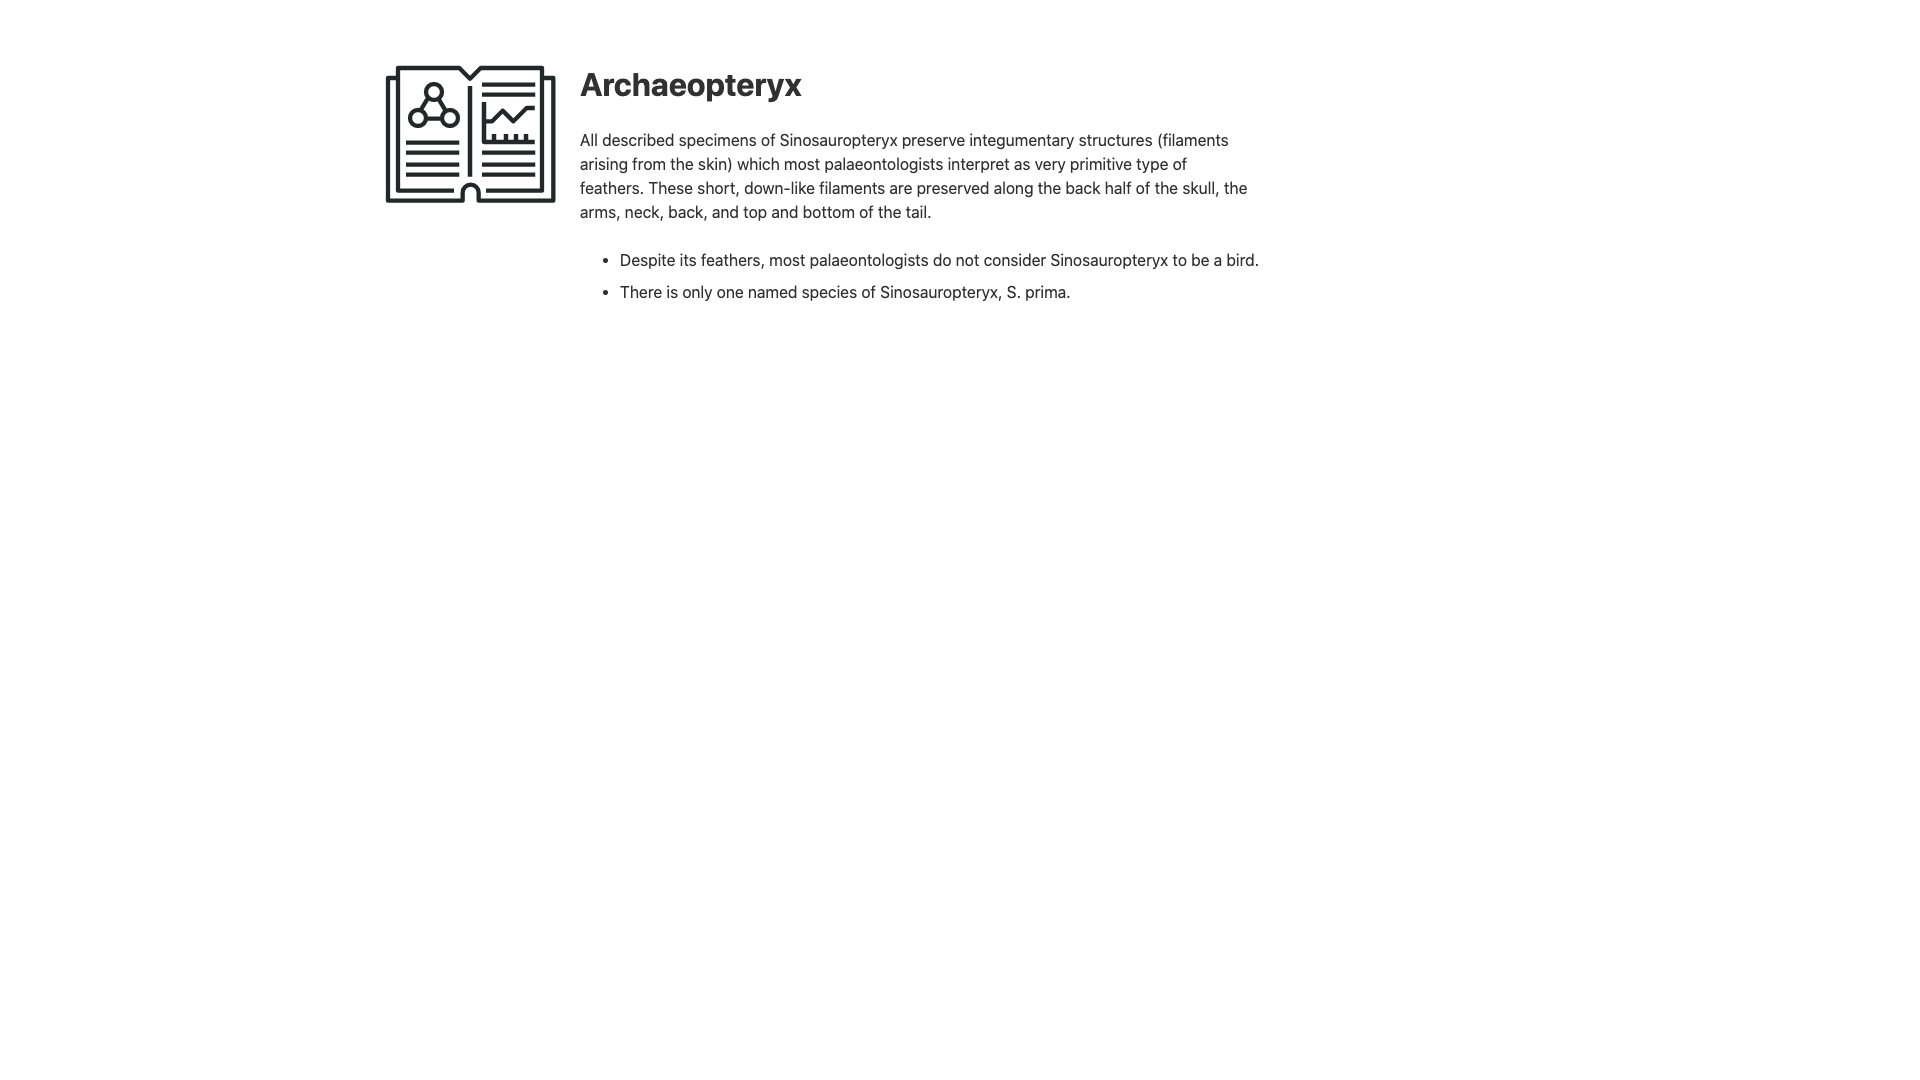 Archaeopteryx
All described specimens of Sinosauropteryx preserve integumentary structures (filaments
arising from the skin) which most palaeontologists interpret as very primitive type of
feathers. These short, down-like filaments are preserved along the back half of the skull, the
arms, neck, back, and top and bottom of the tail.
• Despite its feathers, most palaeontologists do not consider Sinosauropteryx to be a bird.
• There is only one named species of Sinosauropteryx, S. prima.